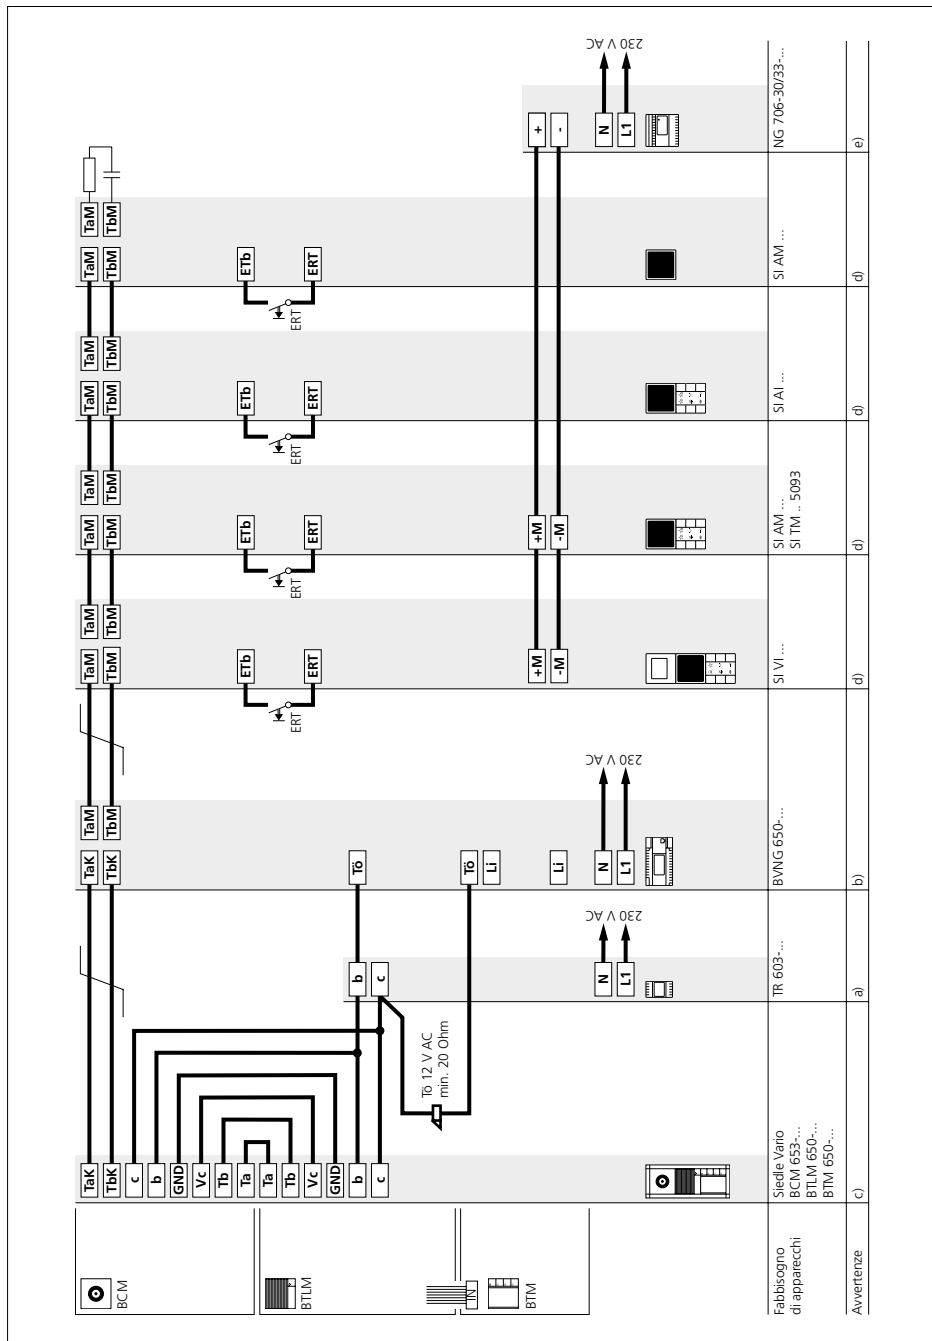 TaK TaK TaM TaM TaM TaM TaM TaM TaM TaM TaM
TbK TbK TbM TbM TbM TbM TbM TbM TbM TbM TbM
BCM
c
b
GND
Vc
Tb
Ta ETb ETb ETb ETb
Ta
Tb ERT ERT ERT ERT
BTLM
Vc ERT ERT ERT ERT
GND
b b Tö
c c
Tö 12 V AC
min. 20 Ohm
IN Tö
Li
BTM
+M +M +
Li -M -M -
N N N
L1 L1 L1
230 V AC 230 V AC 230 V AC
Fabbisogno
di apparecchi
Siedle Vario
BCM 653-...
BTLM 650-...
BTM 650-...
TR 603-...
BVNG 650-...
SI VI ...
SI AM ...
SI TM .. 5093
SI AI ...
SI AM ...
NG 706-30/33-...
Avvertenze c) a) b) d) d) d) d) e)